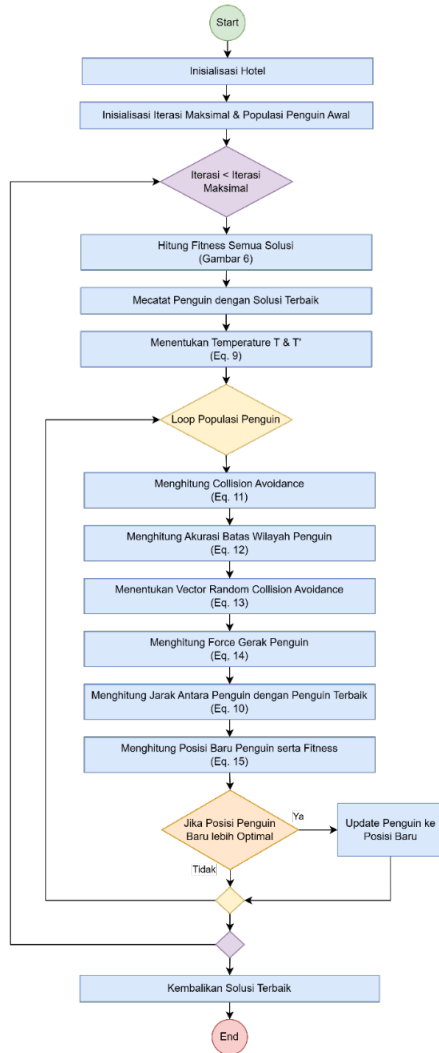 Start
Inisialisasi Hotel
Inisialisasi Iterasi Maksimal & Populasi Penguin Awal
Iterasi < Iterasi
Maksimal
Hitung Fitness Semua Solusi
(Gambar 6)
Mecatat Penguin dengan Solusi Terbaik
Menentukan Temperature T & T'
(Eq. 9)
Loop Populasi Penguin
Menghitung Collision Avoidance
(Eq. 11)
Menghitung Akurasi Batas Wilayah Penguin
(Eq. 12)
Menentukan Vector Random Collision Avoidance
(Eq. 13)
Menghitung Force Gerak Penguin
(Eq. 14)
Menghitung Jarak Antara Penguin dengan Penguin Terbaik
(Eq. 10)
Menghitung Posisi Baru Penguin serta Fitness
(Eq. 15)
Jika Posisi Penguin
Baru lebih Optimal
Ya
Update Penguin ke
Posisi Baru
Tidak
Kembalikan Solusi Terbaik
End